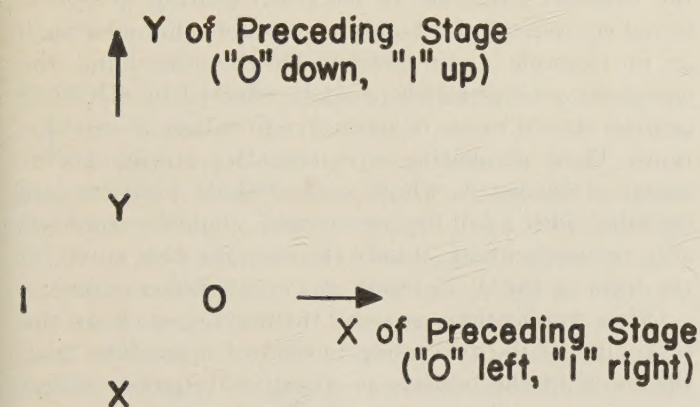 Y of Preceding Stage
("O" down, "I" up)
Y
I O
X of Preceding Stage
("O" left, "I" right)
X